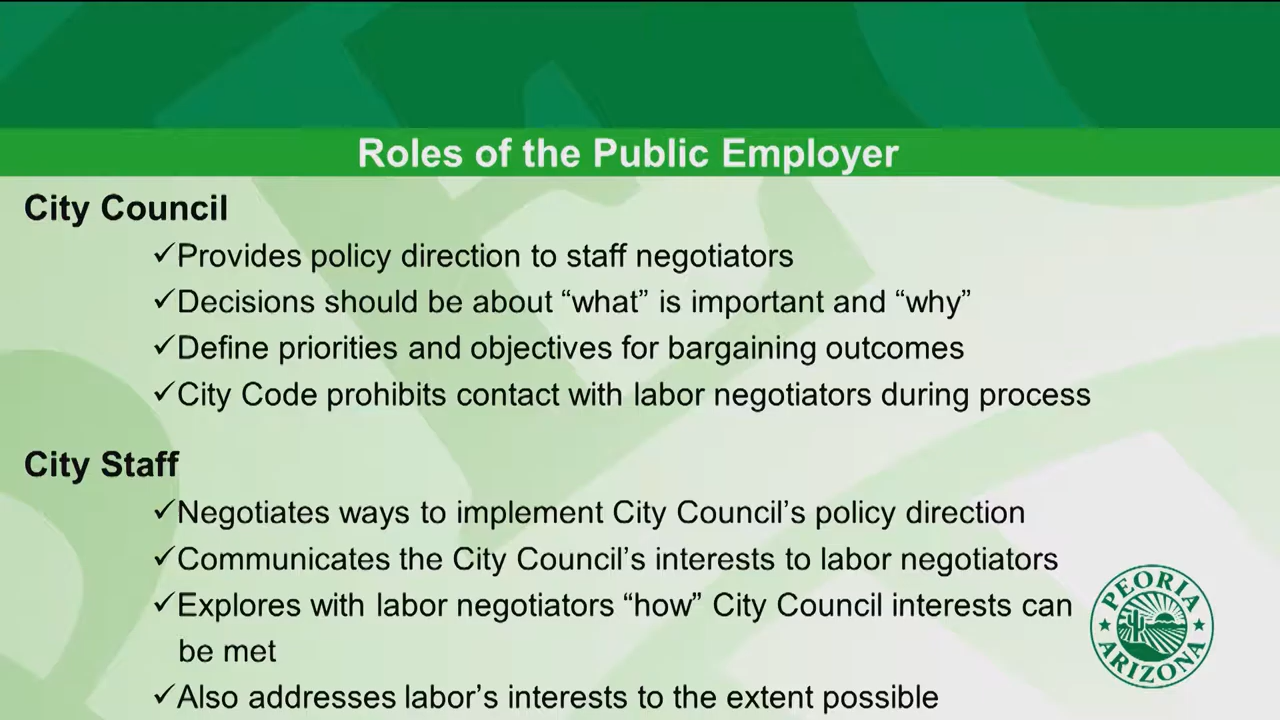 Roles of the Public Employer
City Council
✓Provides policy direction to staff negotiators
✓Decisions should be about “what” is important and “why”
✓Define priorities and objectives for bargaining outcomes
✓City Code prohibits contact with labor negotiators during process
City Staff
✓Negotiates ways to implement City Council’s policy direction
✓Communicates the City Council’s interests to labor negotiators
✓Explores with labor negotiators “how” City Council interests can
be met
✓Also addresses labor’s interests to the extent possible
PEORIA
ARIZONA